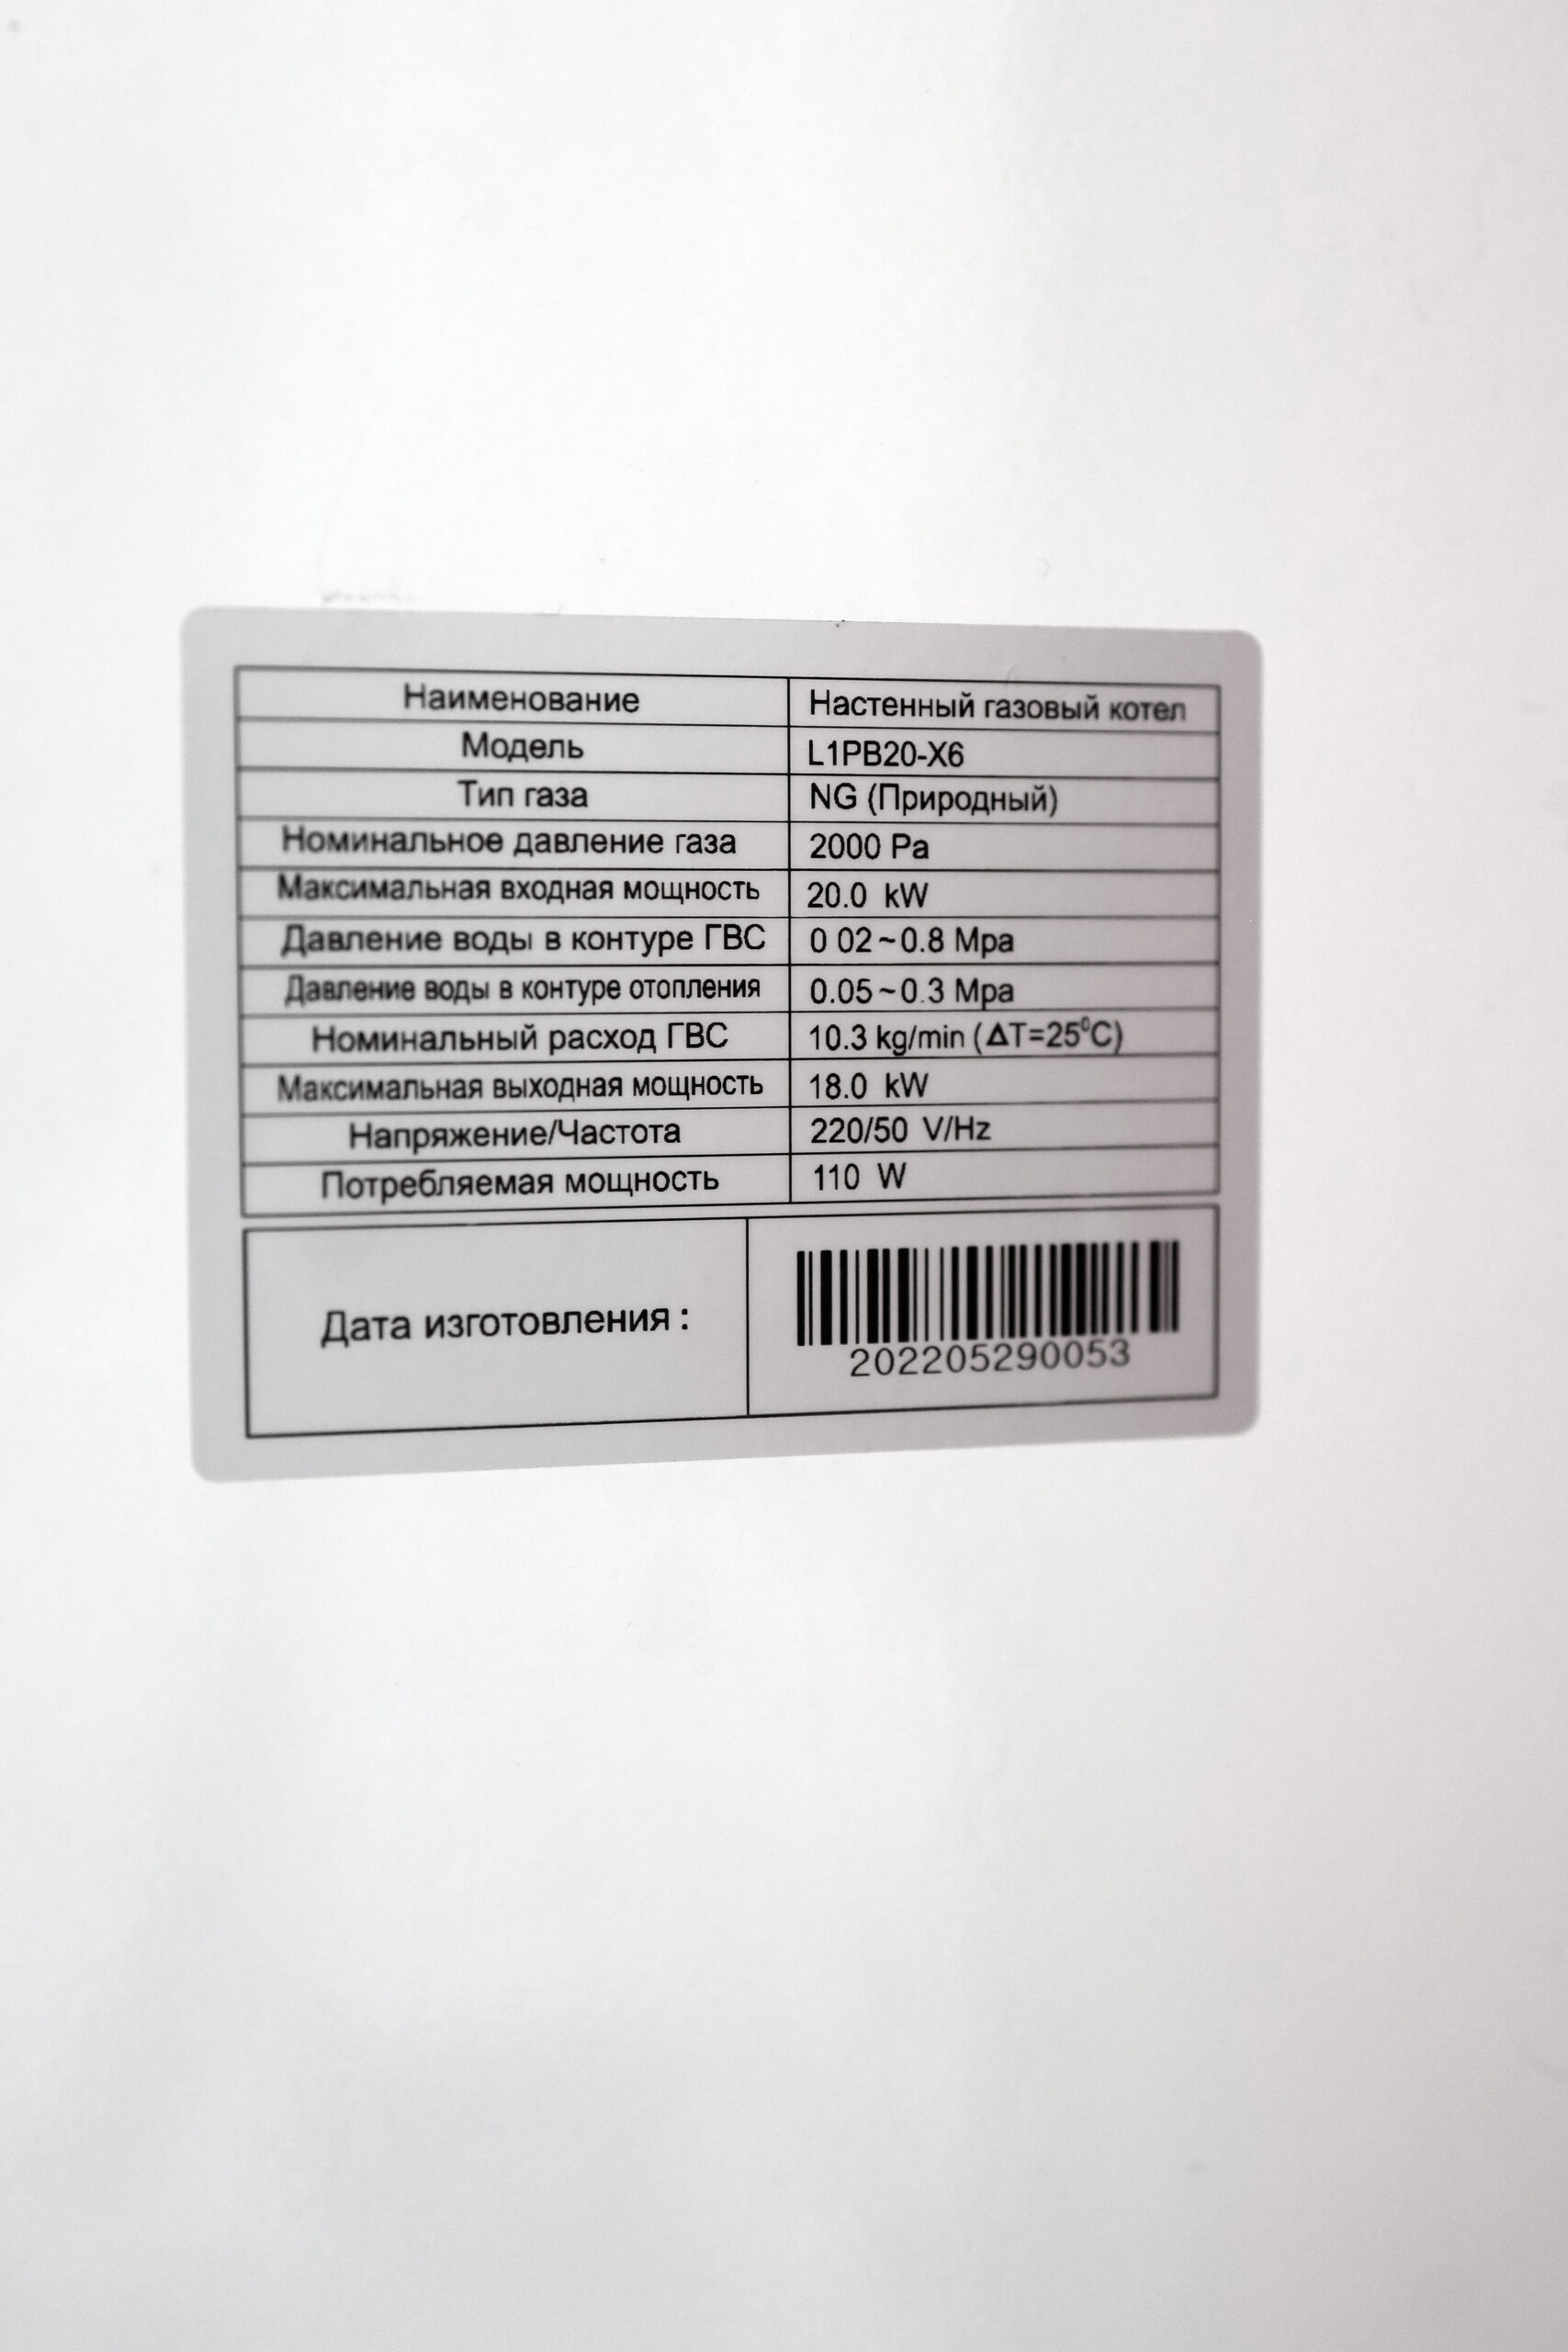 Наименование Настенный газовый котел
Модель L1PB20-X6
Тип газа NG (Природный)
Номинальное давление газа 2000 Pa
Максимальная входная мощность 20.0 kW
Давление воды в контуре ГВС 0 02~0.8 Mpa
Давление воды в контуре отопления 0.05~0.3 Mpa
Номинальный расход ГВС 10.3 kg/min (ΔT=25⁰C)
Максимальная выходная мощность 18.0 kW
Напряжение/Частота 220/50 V/Hz
Потребляемая мощность 110 W
Дата изготовления :
202205290053